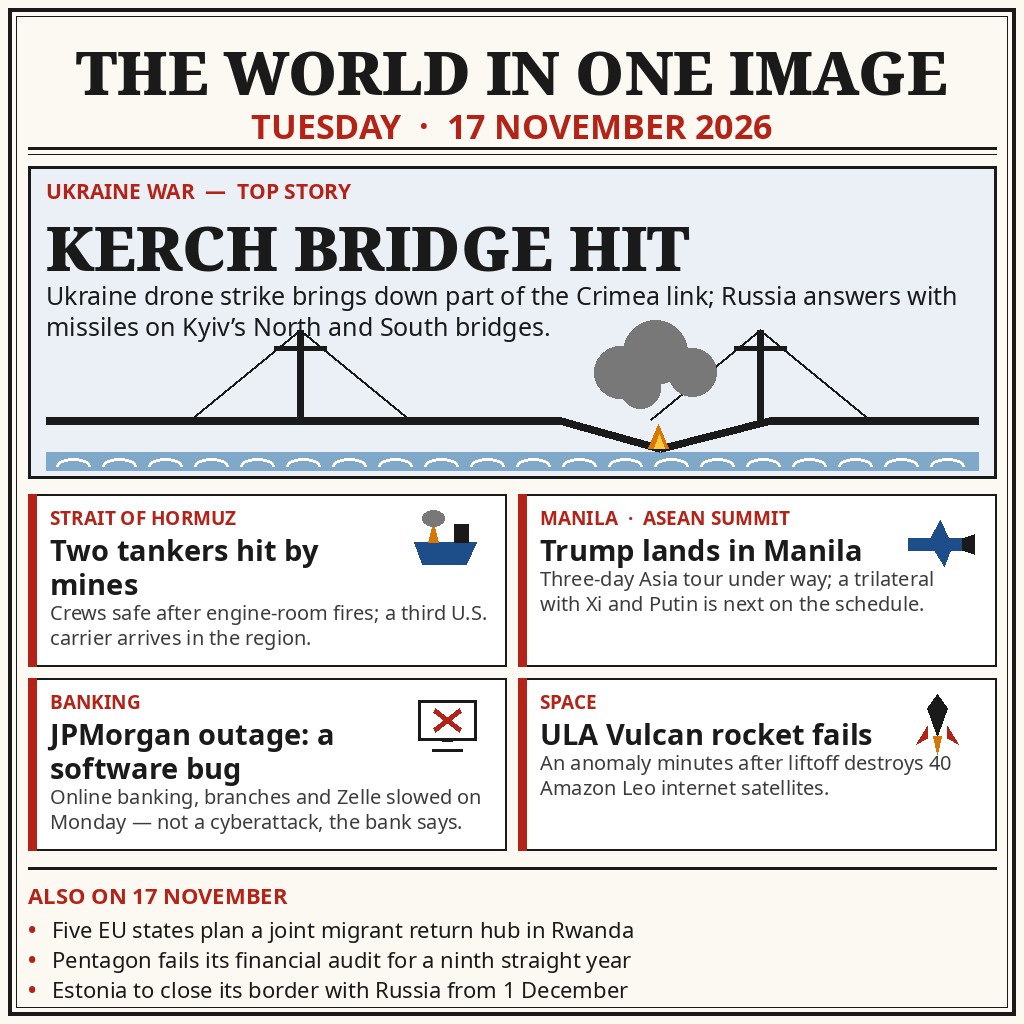 THE WORLD IN ONE IMAGE
TUESDAY · 17 NOVEMBER 2026
UKRAINE WAR — TOP STORY
KERCH BRIDGE HIT
Ukraine drone strike brings down part of the Crimea link; Russia answers with
missiles on Kyiv’s North and South bridges.
STRAIT OF HORMUZ
Two tankers hit by
mines
Crews safe after engine-room fires; a third U.S.
carrier arrives in the region.
MANILA · ASEAN SUMMIT
Trump lands in Manila
Three-day Asia tour under way; a trilateral
with Xi and Putin is next on the schedule.
BANKING
JPMorgan outage: a
software bug
Online banking, branches and Zelle slowed on
Monday — not a cyberattack, the bank says.
SPACE
ULA Vulcan rocket fails
An anomaly minutes after liftoff destroys 40
Amazon Leo internet satellites.
ALSO ON 17 NOVEMBER
• Five EU states plan a joint migrant return hub in Rwanda
• Pentagon fails its financial audit for a ninth straight year
• Estonia to close its border with Russia from 1 December